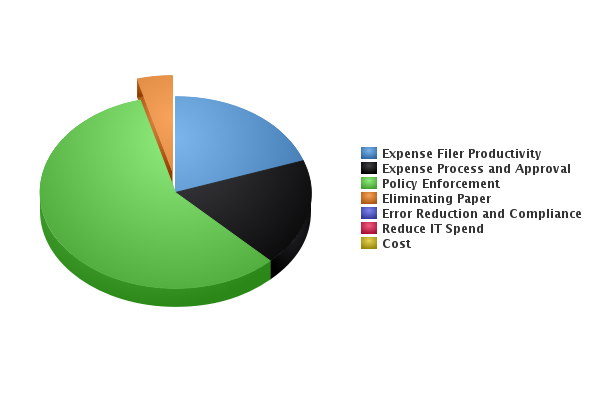 Expense Filer Productivity
Expense Process and Approval
Policy Enforcement
Eliminating Paper
Error Reduction and Compliance
Reduce IT Spend
Cost